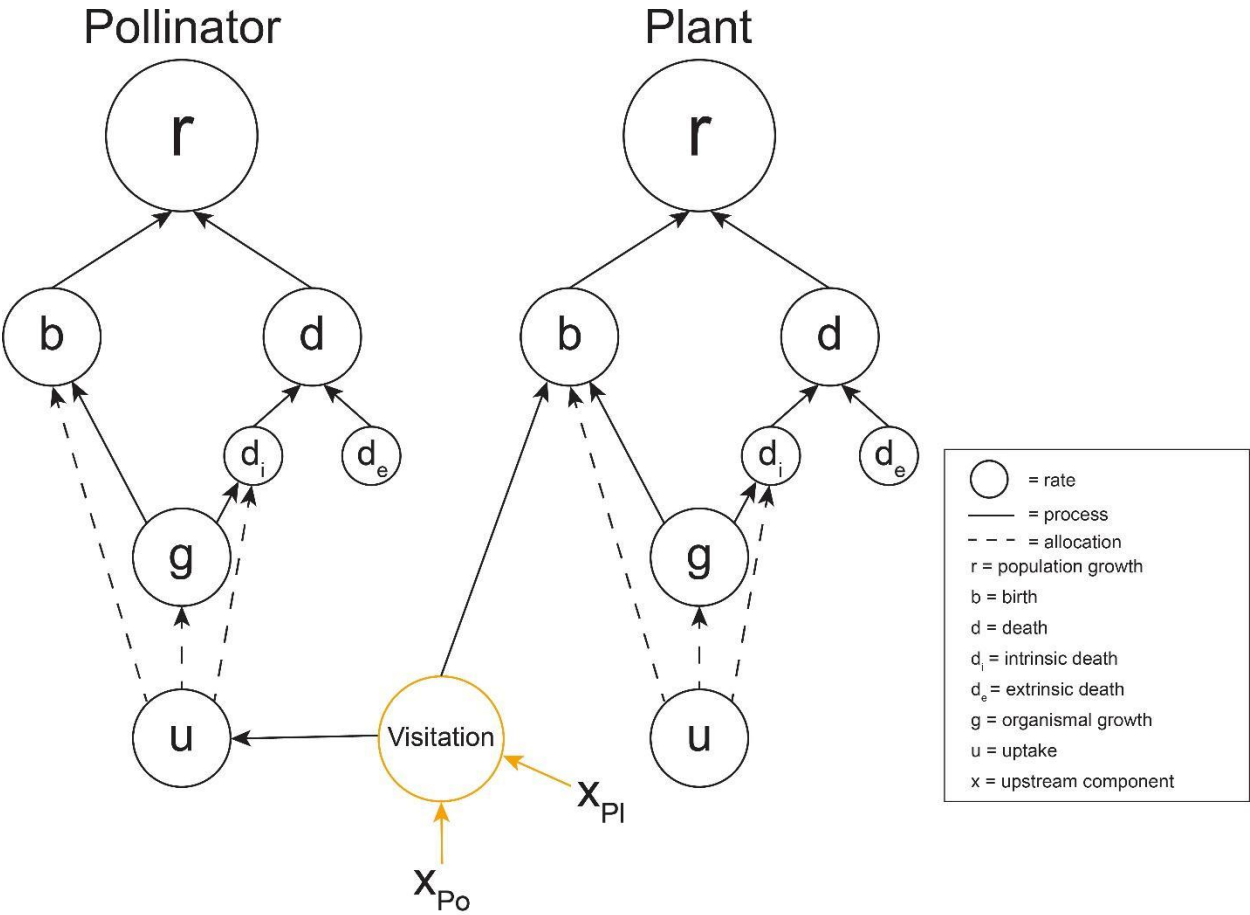 Pollinator
Plant
r
r
b
d
b
d
di
de
di
de
g
g
u
Visitation
u
xPl
xPo
= rate
= process
= allocation
r = population growth
b = birth
d = death
di = intrinsic death
de = extrinsic death
g = organismal growth
u = uptake
x = upstream component